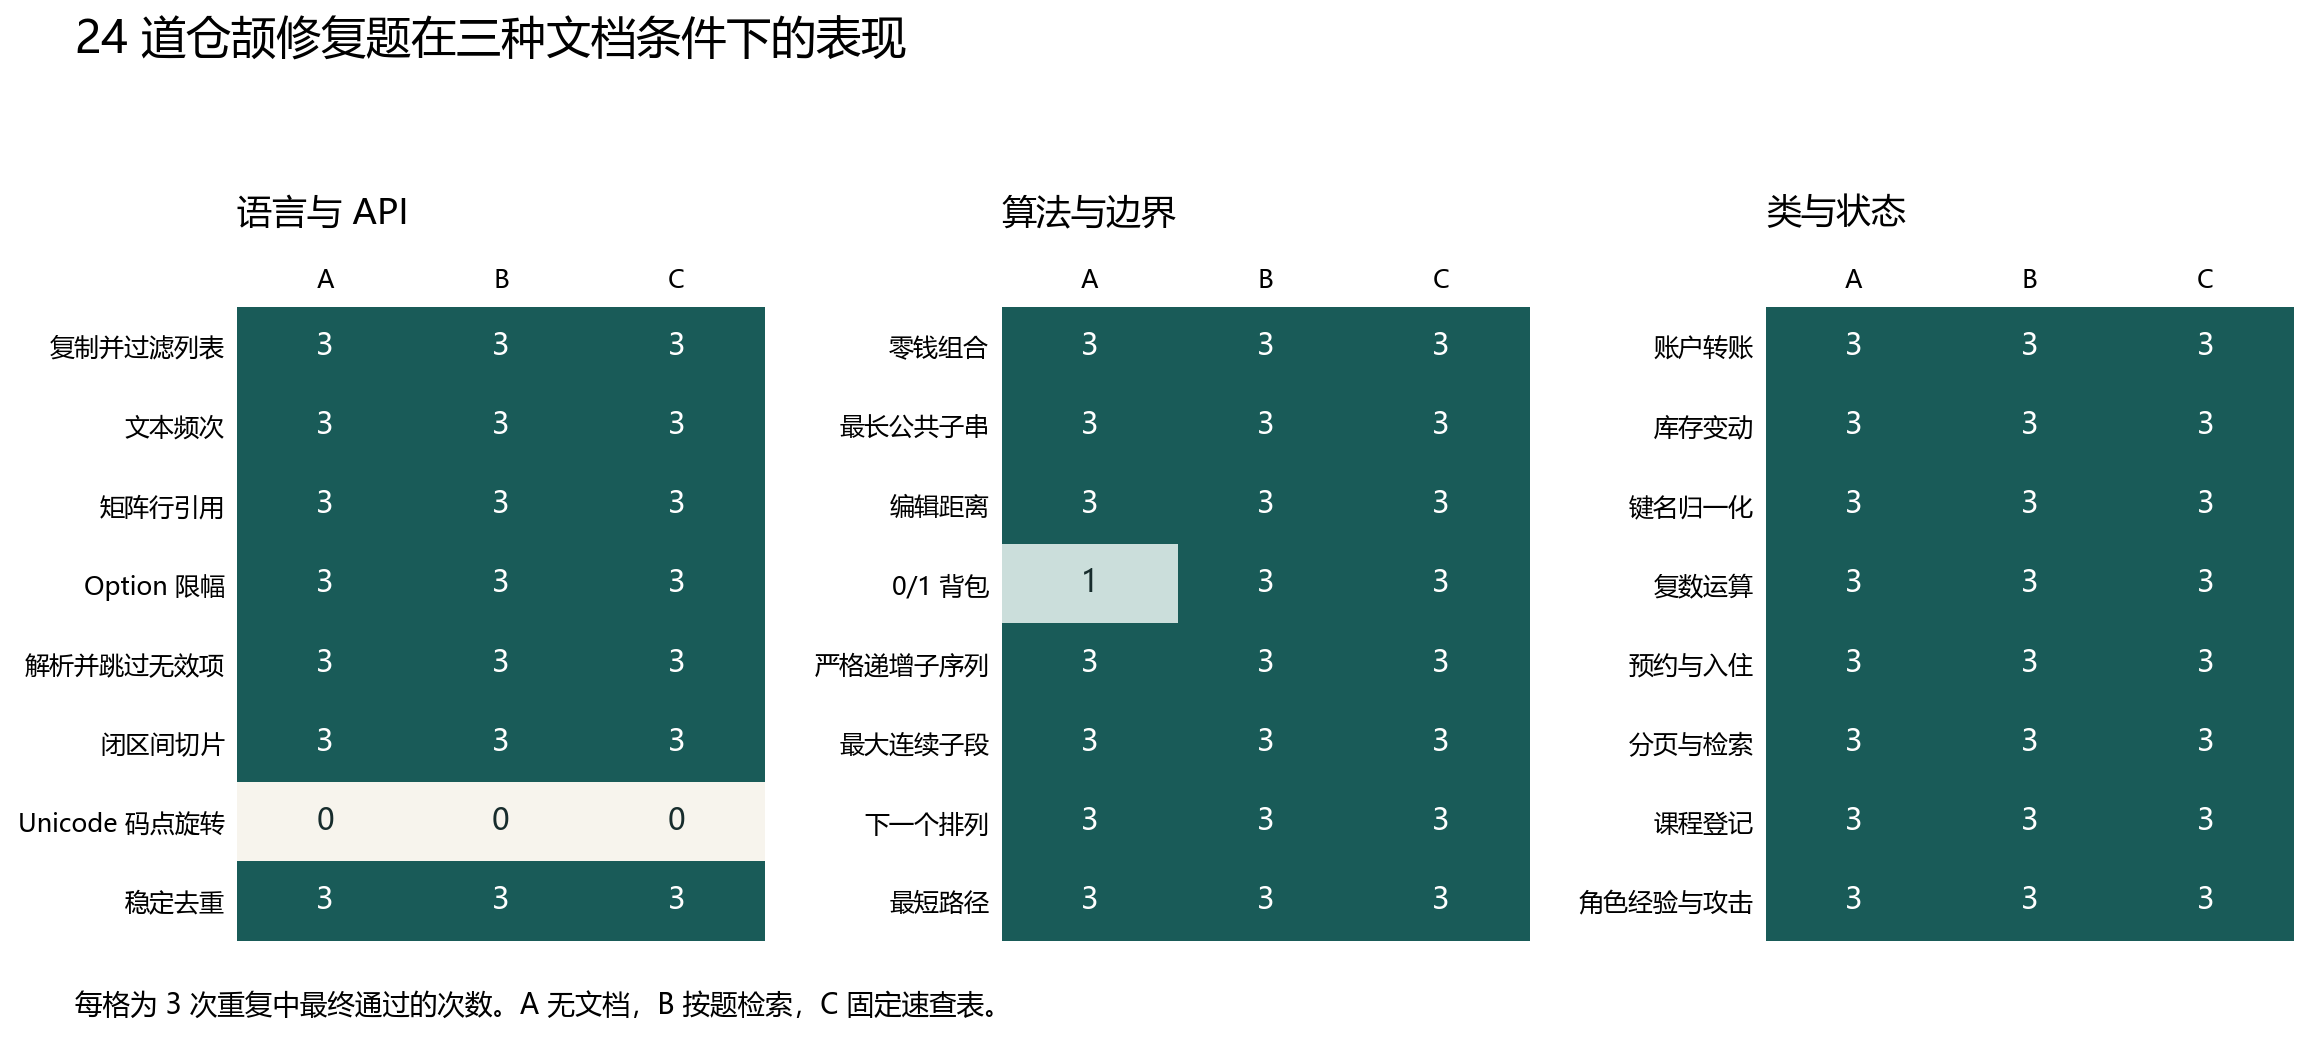 24 道仓颉修复题在三种文档条件下的表现
语言与 API
A B C
复制并过滤列表 3 3 3
文本频次 3 3 3
矩阵行引用 3 3 3
Option 限幅 3 3 3
解析并跳过无效项 3 3 3
闭区间切片 3 3 3
Unicode 码点旋转 0 0 0
稳定去重 3 3 3
算法与边界
A B C
零钱组合 3 3 3
最长公共子串 3 3 3
编辑距离 3 3 3
0/1 背包 1 3 3
严格递增子序列 3 3 3
最大连续子段 3 3 3
下一个排列 3 3 3
最短路径 3 3 3
类与状态
A B C
账户转账 3 3 3
库存变动 3 3 3
键名归一化 3 3 3
复数运算 3 3 3
预约与入住 3 3 3
分页与检索 3 3 3
课程登记 3 3 3
角色经验与攻击 3 3 3
每格为 3 次重复中最终通过的次数。A 无文档，B 按题检索，C 固定速查表。